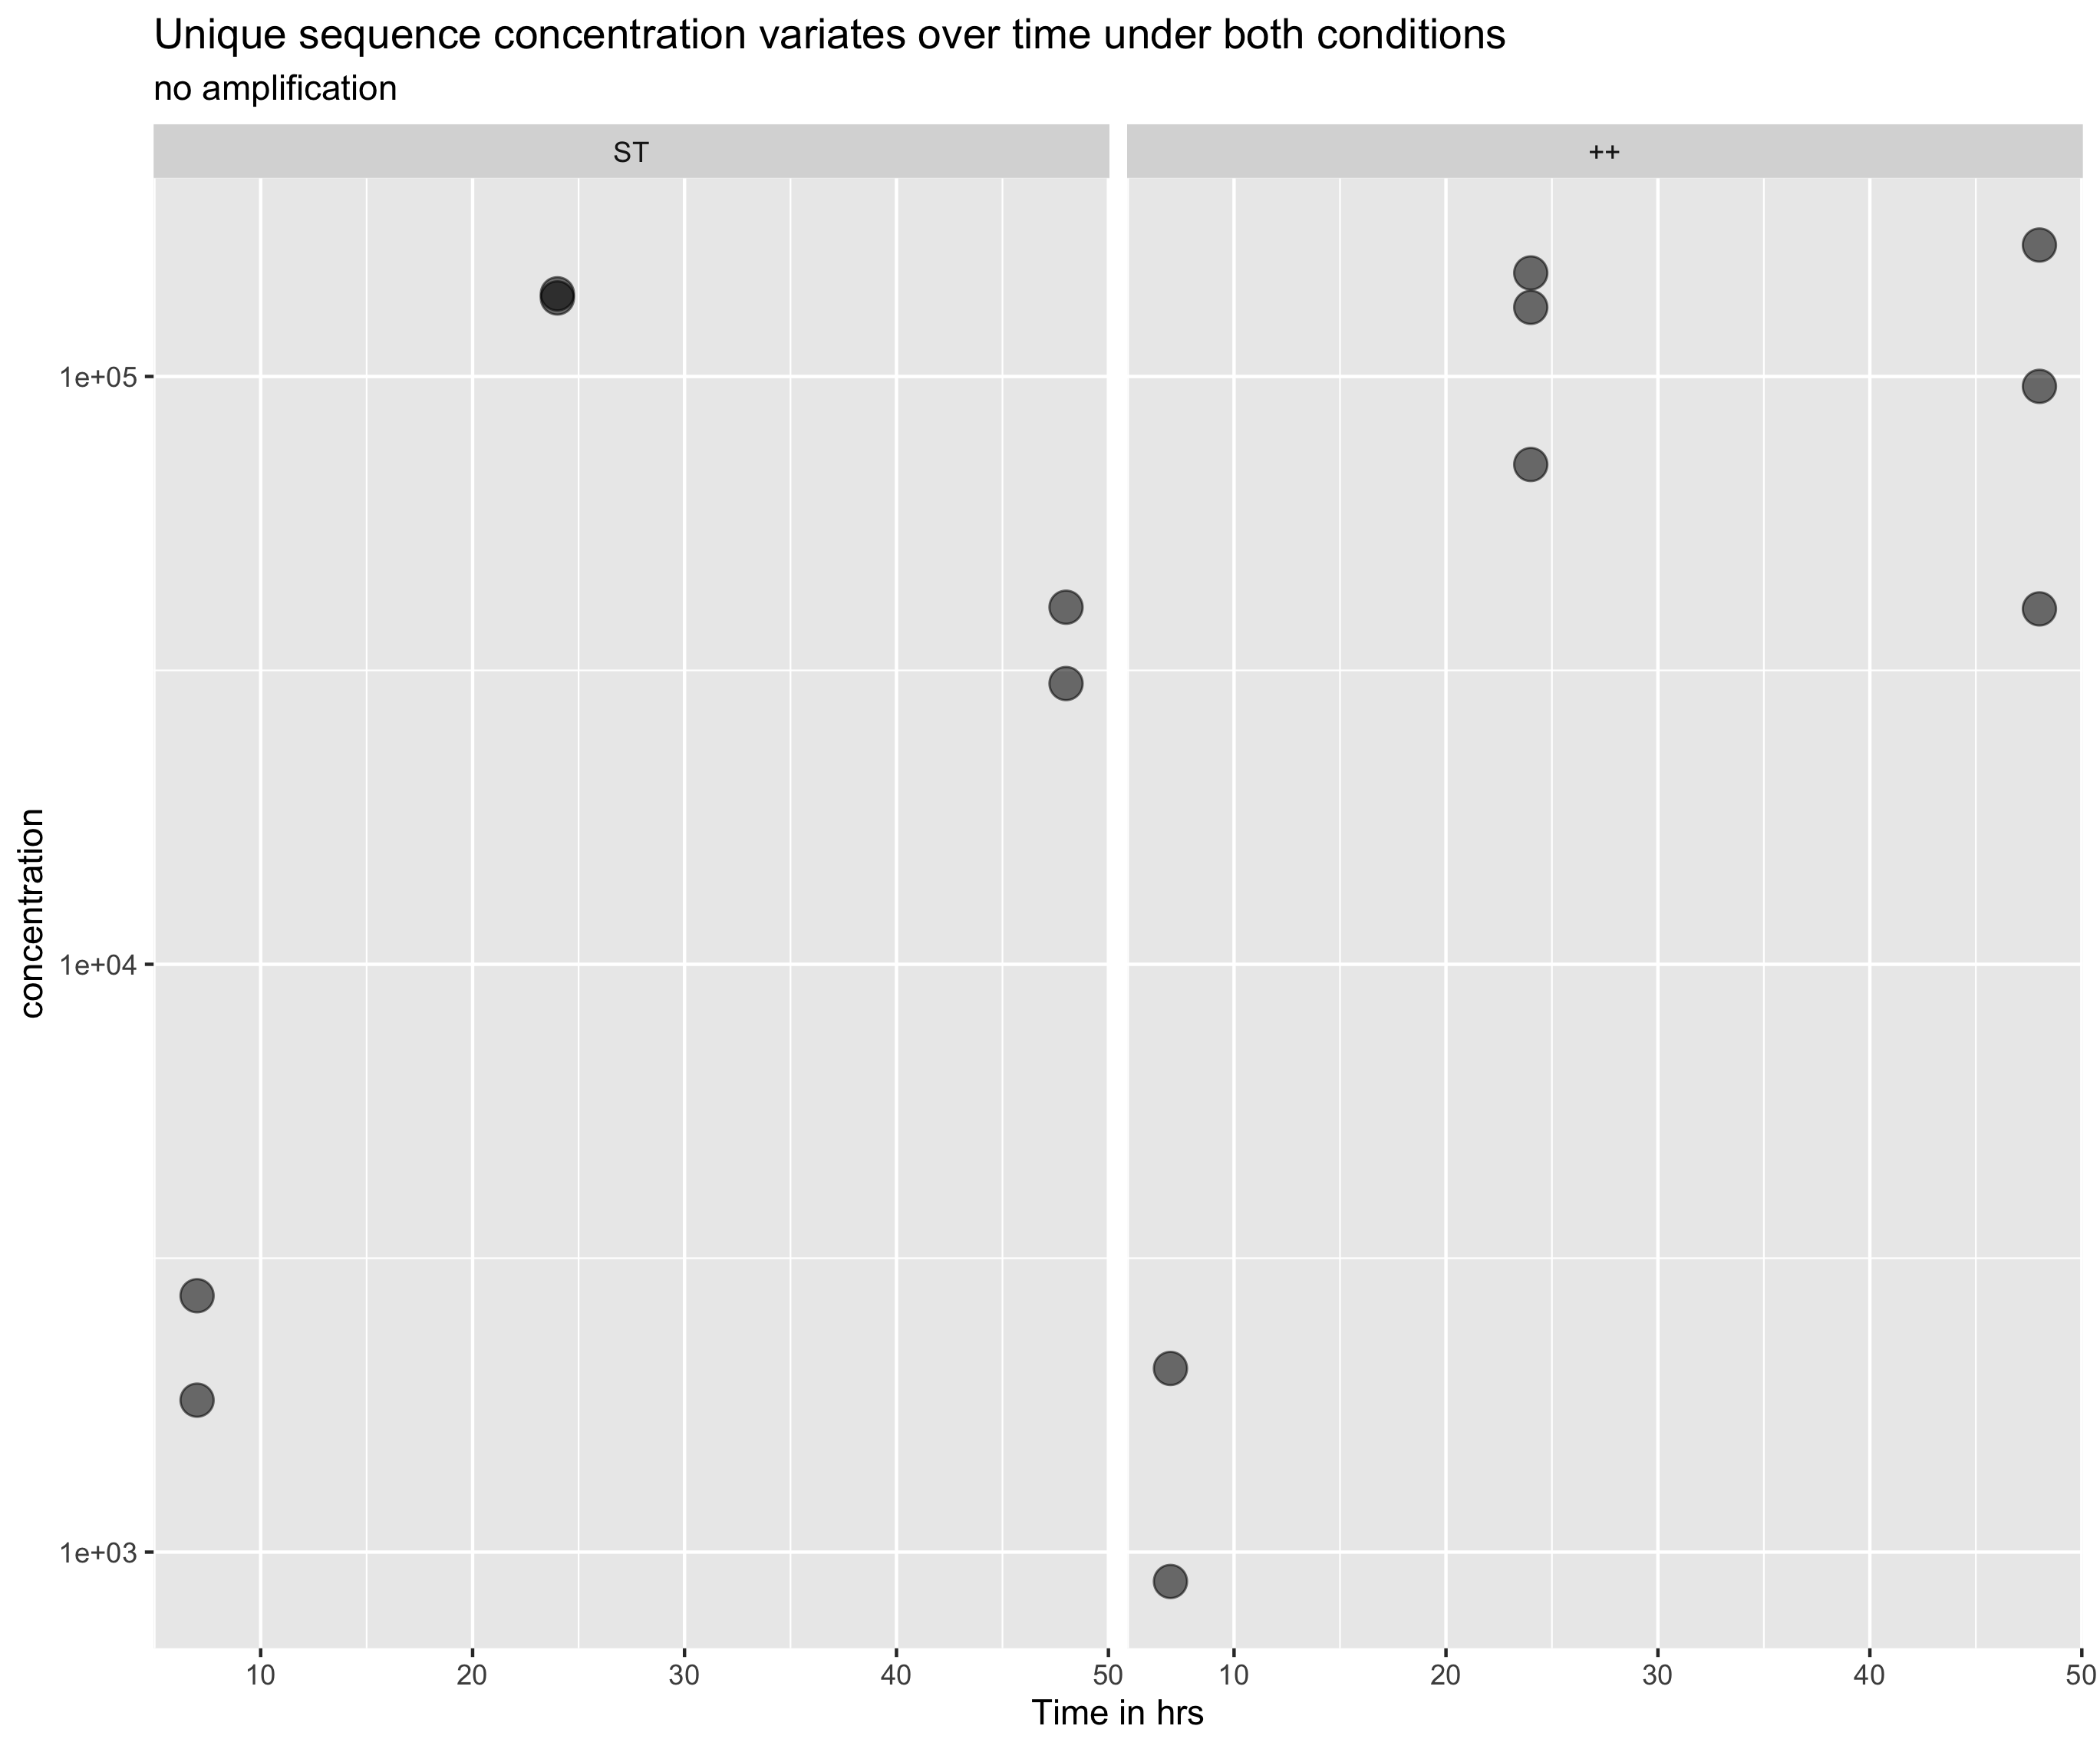 Unique sequence concentration variates over time under both conditions
no amplification
ST
++
concentration
1e+05
1e+04
1e+03
10 20 30 40 50 10 20 30 40 50
Time in hrs